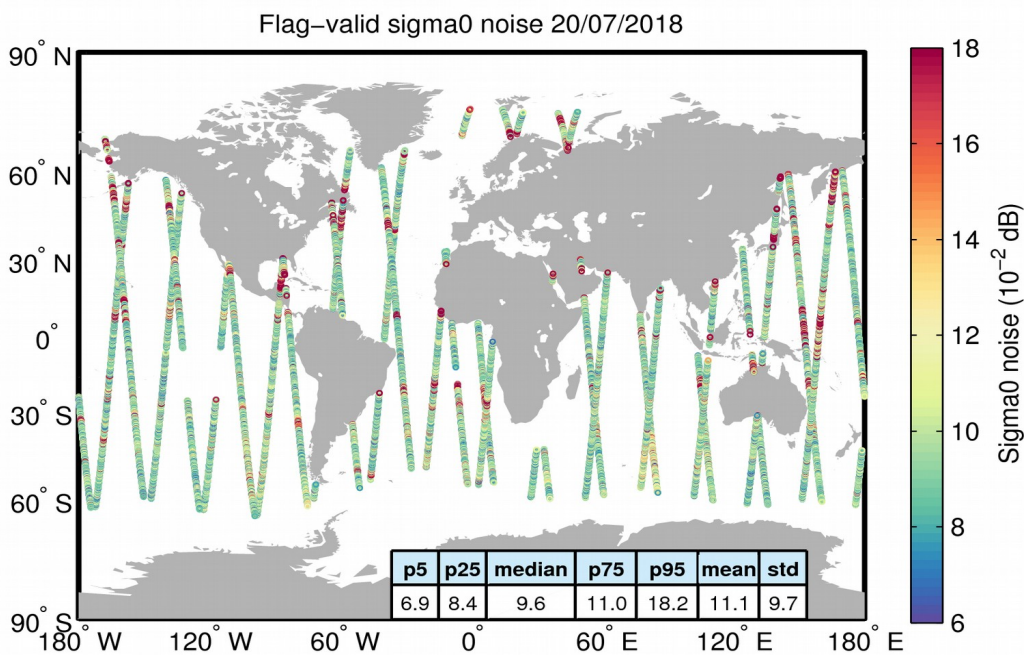 Flag-valid sigma0 noise 20/07/2018
90° N
60° N
30° N
0°
30° S
60° S
90° S
180° W
120° W
60° W
0°
60° E
120° E
180° E
p5 p25 median p75 p95 mean std
6.9 8.4 9.6 11.0 18.2 11.1 9.7
18
16
14
12
10
8
6
Sigma0 noise (10⁻² dB)